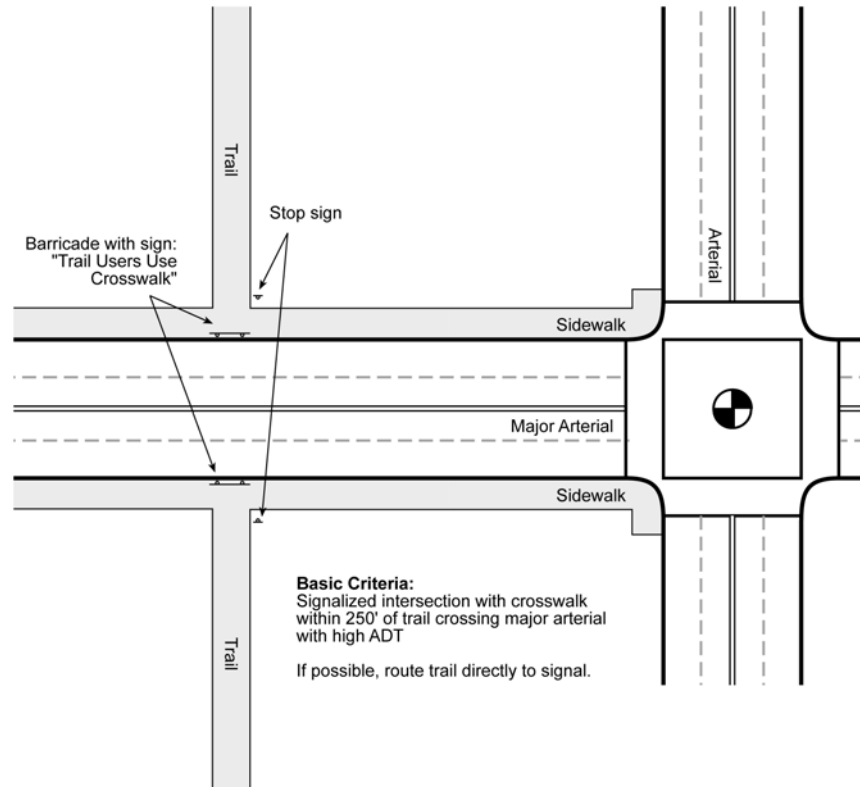 Trail
Stop sign
Barricade with sign:
"Trail Users Use
Crosswalk"
Arterial
Sidewalk
Major Arterial
Sidewalk
Basic Criteria:
Signalized intersection with crosswalk
within 250' of trail crossing major arterial
with high ADT
If possible, route trail directly to signal.
Trail